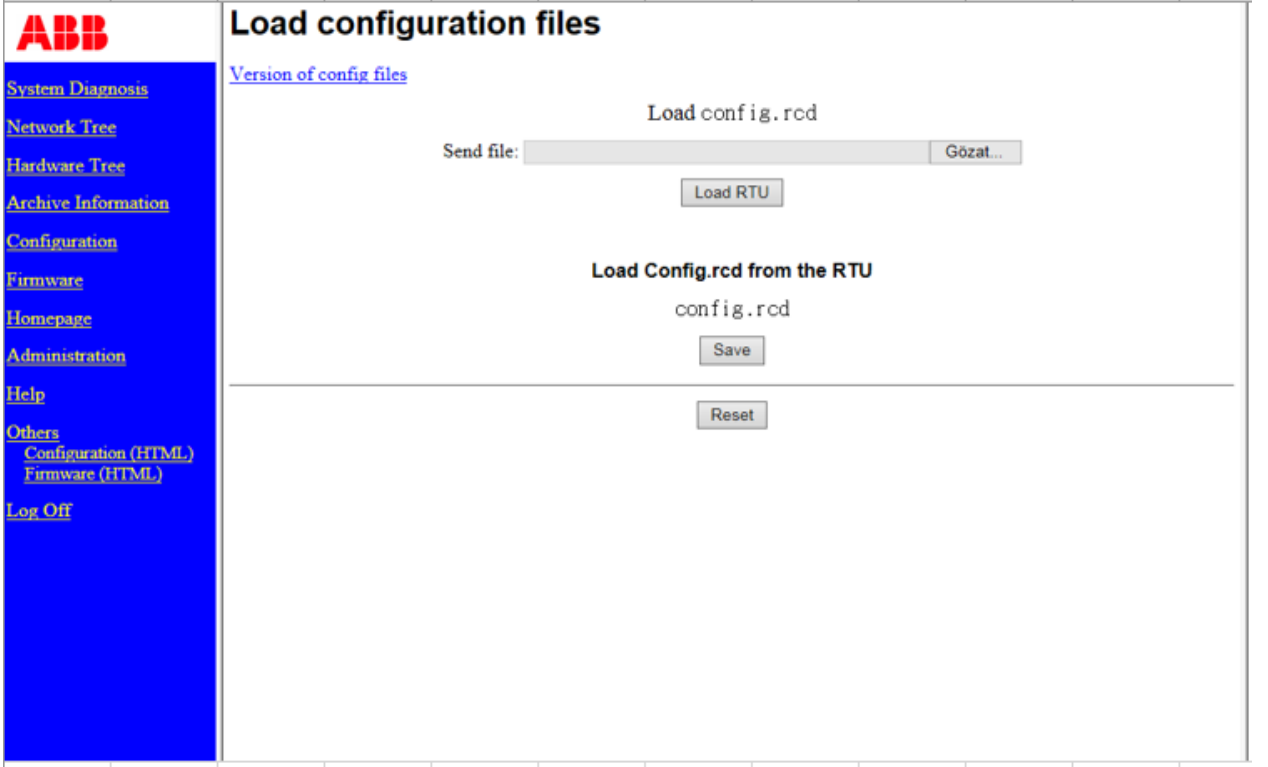 ABB
System Diagnosis
Network Tree
Hardware Tree
Archive Information
Configuration
Firmware
Homepage
Administration
Help
Others
Configuration (HTML)
Firmware (HTML)
Log Off
Load configuration files
Version of config files
Load config.rcd
Send file: Gözat...
Load RTU
Load Config.rcd from the RTU
config.rcd
Save
Reset